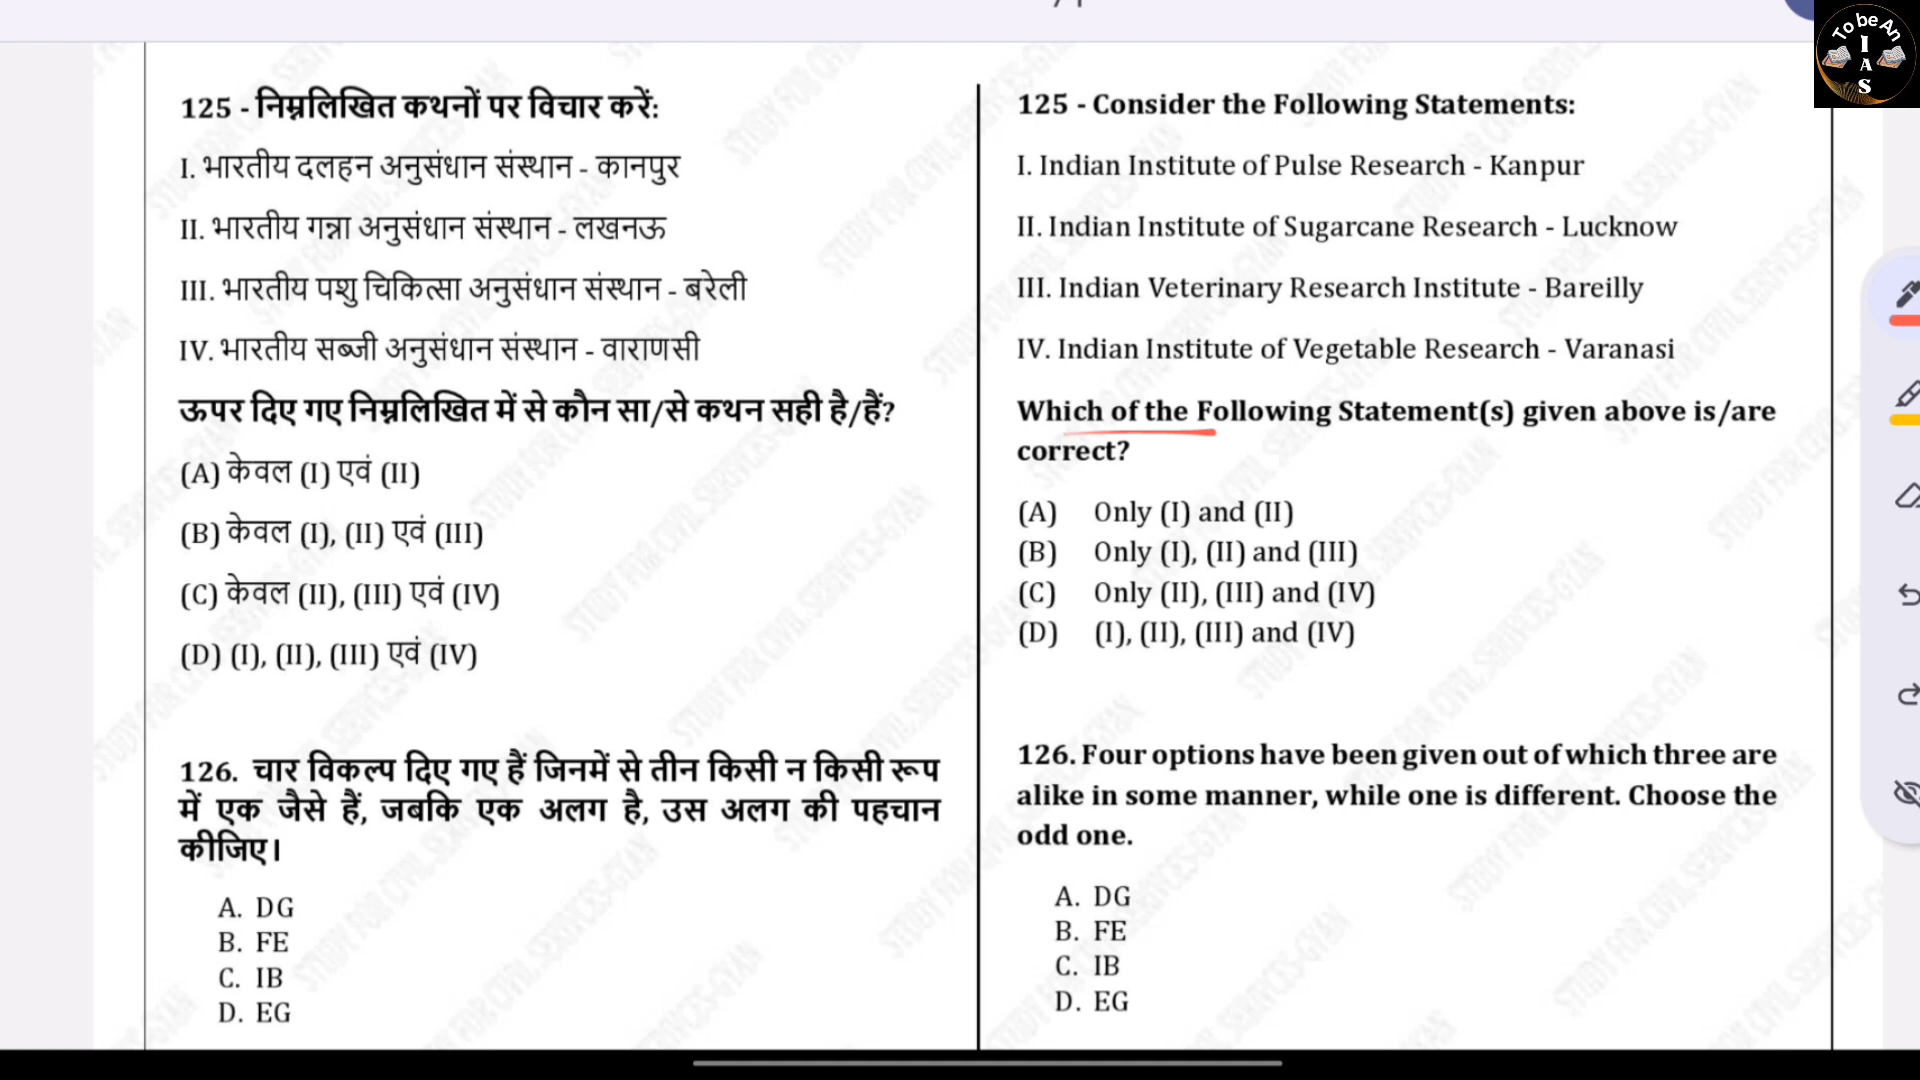 To be An
I
A
S
125 - निम्नलिखित कथनों पर विचार करें:
I. भारतीय दलहन अनुसंधान संस्थान - कानपुर
II. भारतीय गन्ना अनुसंधान संस्थान - लखनऊ
III. भारतीय पशु चिकित्सा अनुसंधान संस्थान - बरेली
IV. भारतीय सब्जी अनुसंधान संस्थान - वाराणसी
ऊपर दिए गए निम्नलिखित में से कौन सा/से कथन सही है/हैं?
(A) केवल (I) एवं (II)
(B) केवल (I), (II) एवं (III)
(C) केवल (II), (III) एवं (IV)
(D) (I), (II), (III) एवं (IV)
126. चार विकल्प दिए गए हैं जिनमें से तीन किसी न किसी रूप
में एक जैसे हैं, जबकि एक अलग है, उस अलग की पहचान
कीजिए।
A. DG
B. FE
C. IB
D. EG
125 - Consider the Following Statements:
I. Indian Institute of Pulse Research - Kanpur
II. Indian Institute of Sugarcane Research - Lucknow
III. Indian Veterinary Research Institute - Bareilly
IV. Indian Institute of Vegetable Research - Varanasi
Which of the Following Statement(s) given above is/are
correct?
(A) Only (I) and (II)
(B) Only (I), (II) and (III)
(C) Only (II), (III) and (IV)
(D) (I), (II), (III) and (IV)
126. Four options have been given out of which three are
alike in some manner, while one is different. Choose the
odd one.
A. DG
B. FE
C. IB
D. EG
STUDY FOR CIVIL SERVICES-GYAN